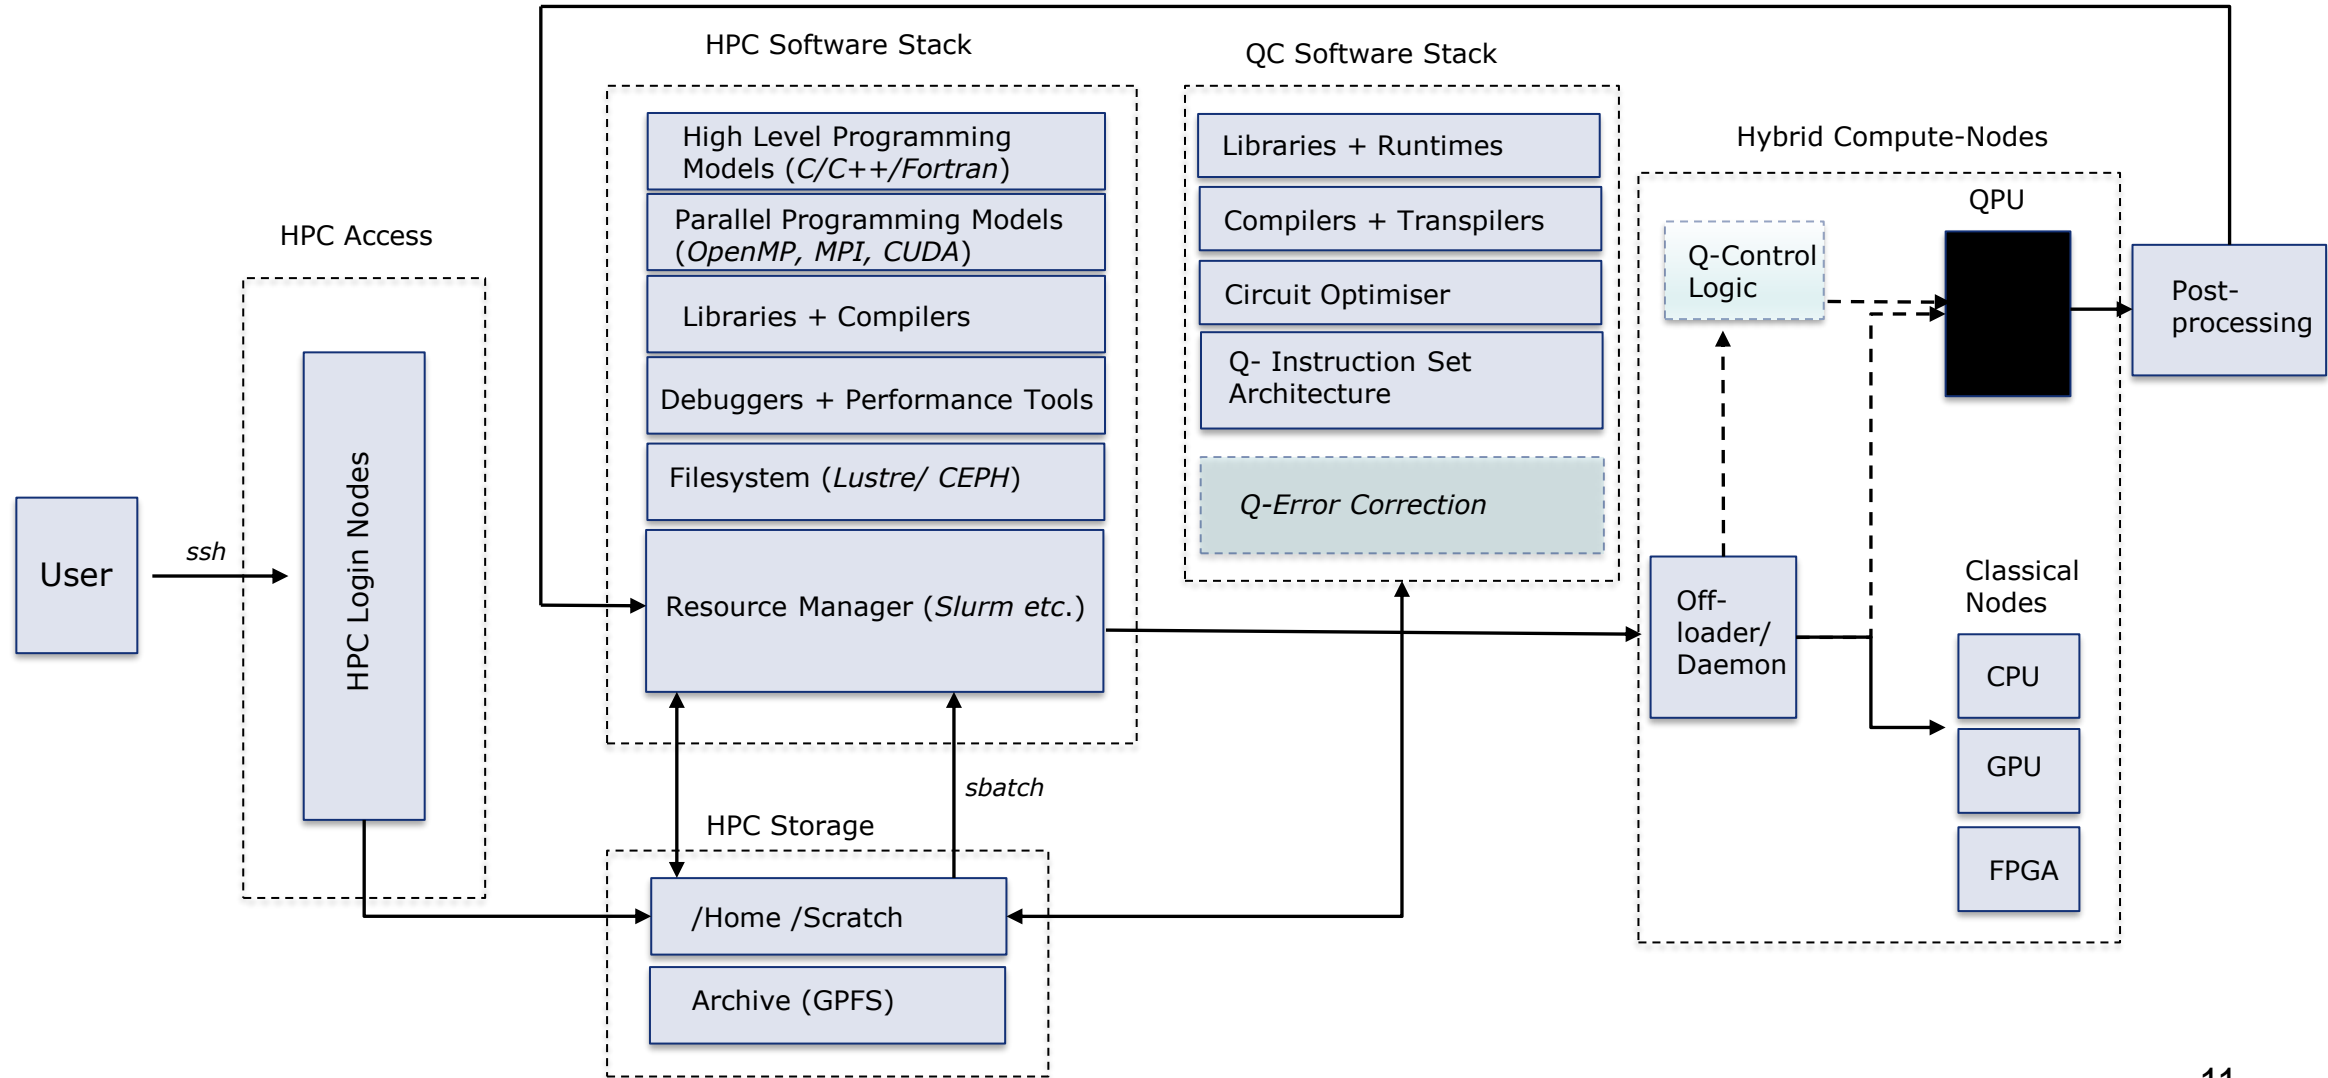 HPC Software Stack
QC Software Stack
High Level Programming
Models (C/C++/Fortran)
Parallel Programming Models
(OpenMP, MPI, CUDA)
Libraries + Compilers
Debuggers + Performance Tools
Filesystem (Lustre/ CEPH)
Resource Manager (Slurm etc.)
Libraries + Runtimes
Compilers + Transpilers
Circuit Optimiser
Q- Instruction Set
Architecture
Q-Error Correction
Hybrid Compute-Nodes
QPU
Q-Control
Logic
Post-
processing
HPC Access
HPC Login Nodes
User
ssh
Off-
loader/
Daemon
Classical
Nodes
CPU
GPU
FPGA
sbatch
HPC Storage
/Home /Scratch
Archive (GPFS)
11